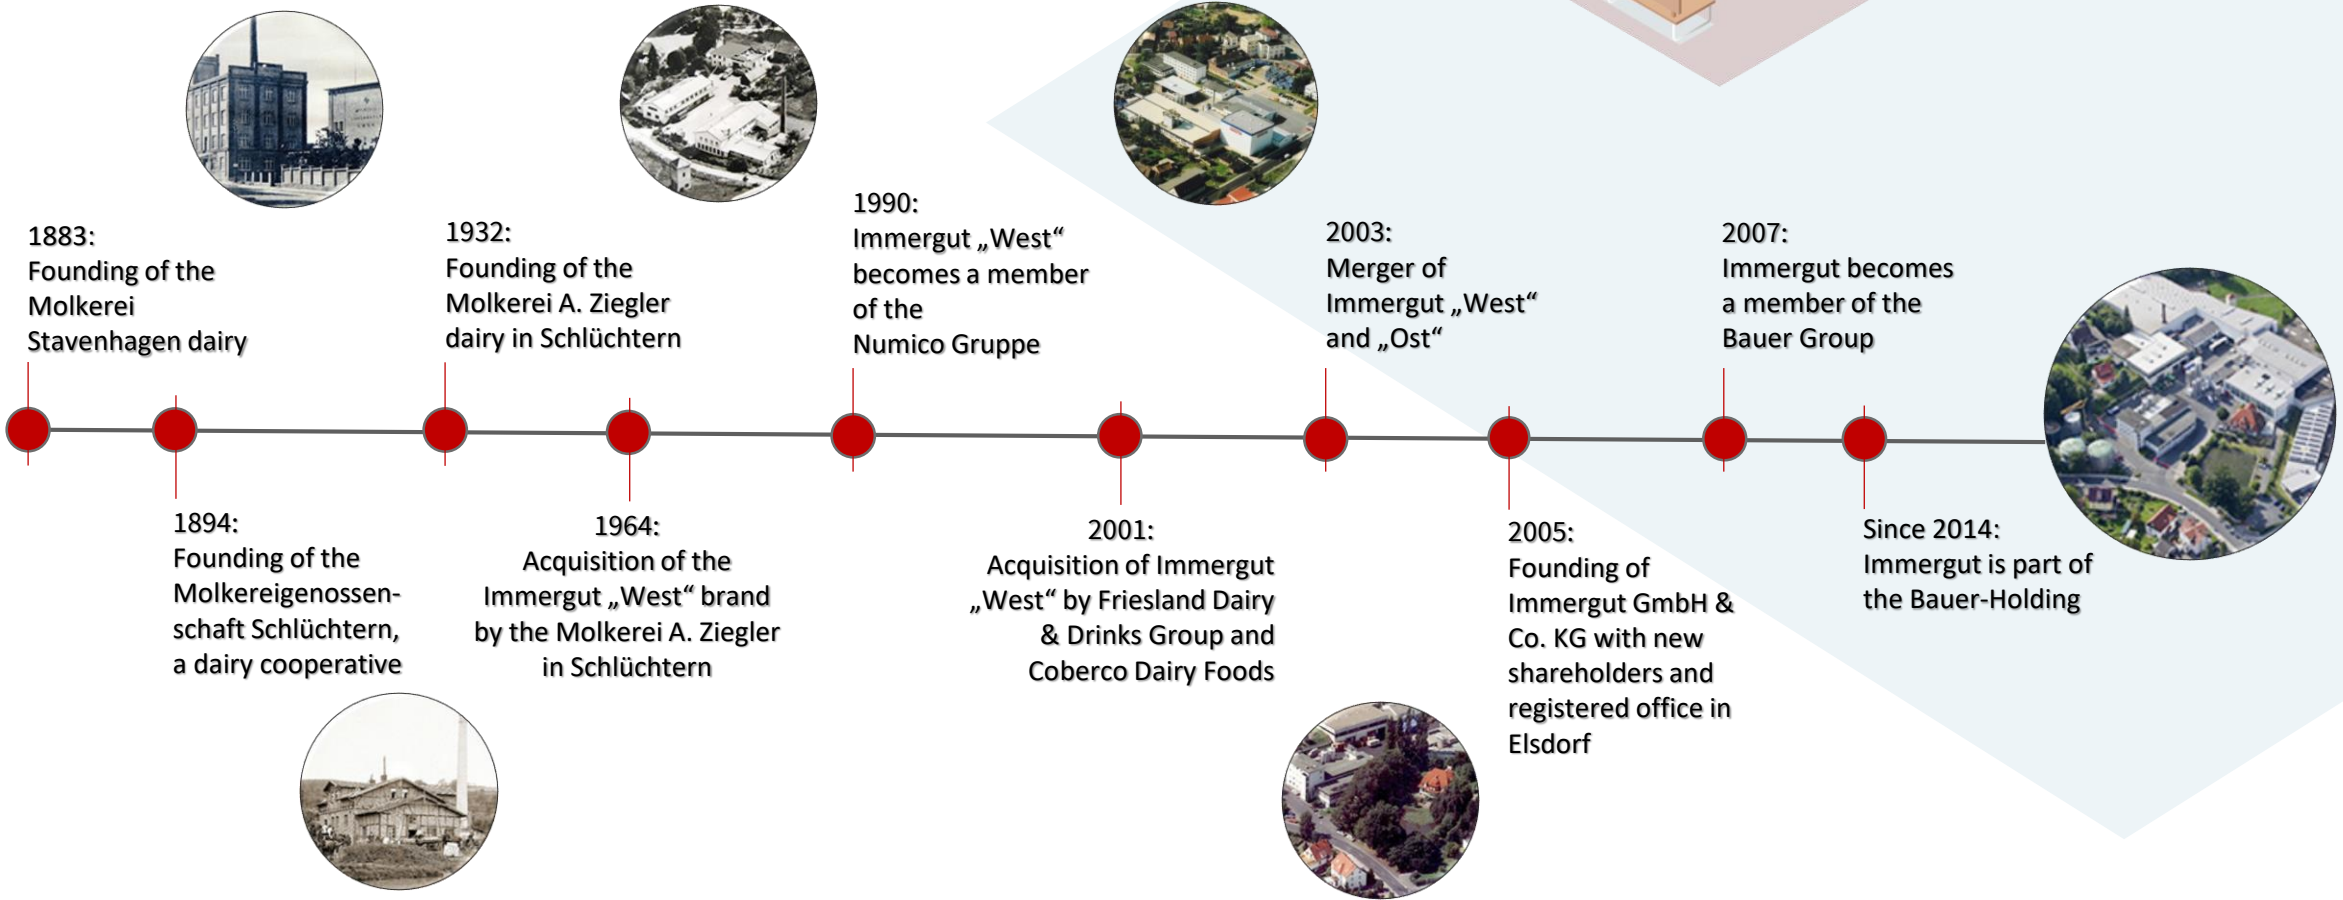 1883:
Founding of the
Molkerei
Stavenhagen dairy
1894:
Founding of the
Molkereigenossen-
schaft Schlüchtern,
a dairy cooperative
1932:
Founding of the
Molkerei A. Ziegler
dairy in Schlüchtern
1964:
Acquisition of the
Immergut „West“ brand
by the Molkerei A. Ziegler
in Schlüchtern
1990:
Immergut „West“
becomes a member
of the
Numico Gruppe
2001:
Acquisition of Immergut
„West“ by Friesland Dairy
& Drinks Group and
Coberco Dairy Foods
2003:
Merger of
Immergut „West“
and „Ost“
2005:
Founding of
Immergut GmbH &
Co. KG with new
shareholders and
registered office in
Elsdorf
2007:
Immergut becomes
a member of the
Bauer Group
Since 2014:
Immergut is part of
the Bauer-Holding